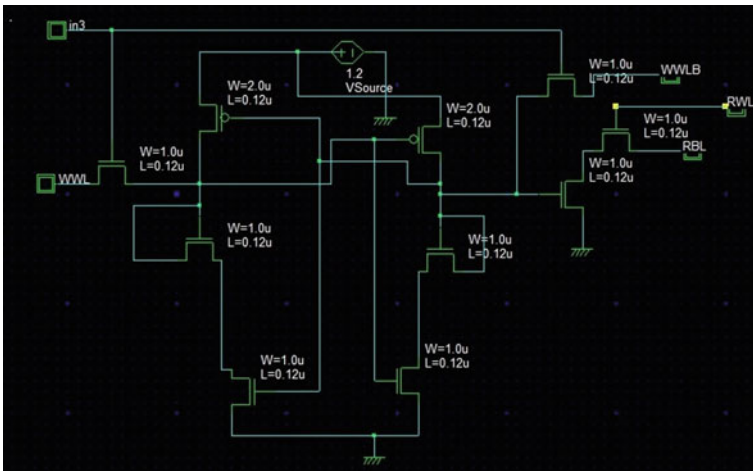 in3
W=1.0u
L=0.12u
WWLB
1.2
VSource
W=2.0u
L=0.12u
W=2.0u
L=0.12u
RWL
W=1.0u
L=0.12u
RBL
W=1.0u
L=0.12u
W=1.0u
L=0.12u
WWL
W=1.0u
L=0.12u
W=1.0u
L=0.12u
W=1.0u
L=0.12u
W=1.0u
L=0.12u